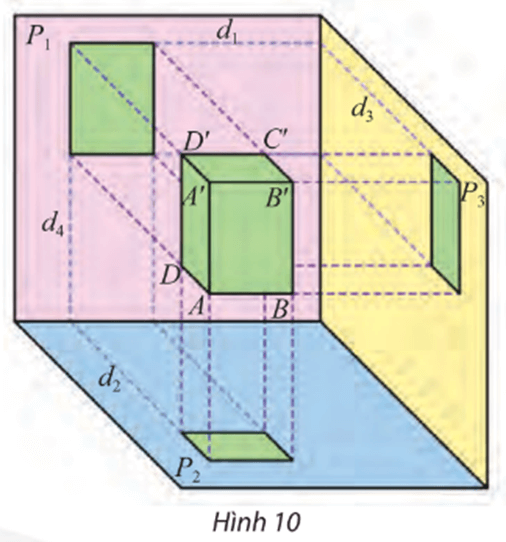 P₁
d₁
d₃
D' C'
A' B'
P₃
d₄
D
A B
d₂
P₂
Hình 10